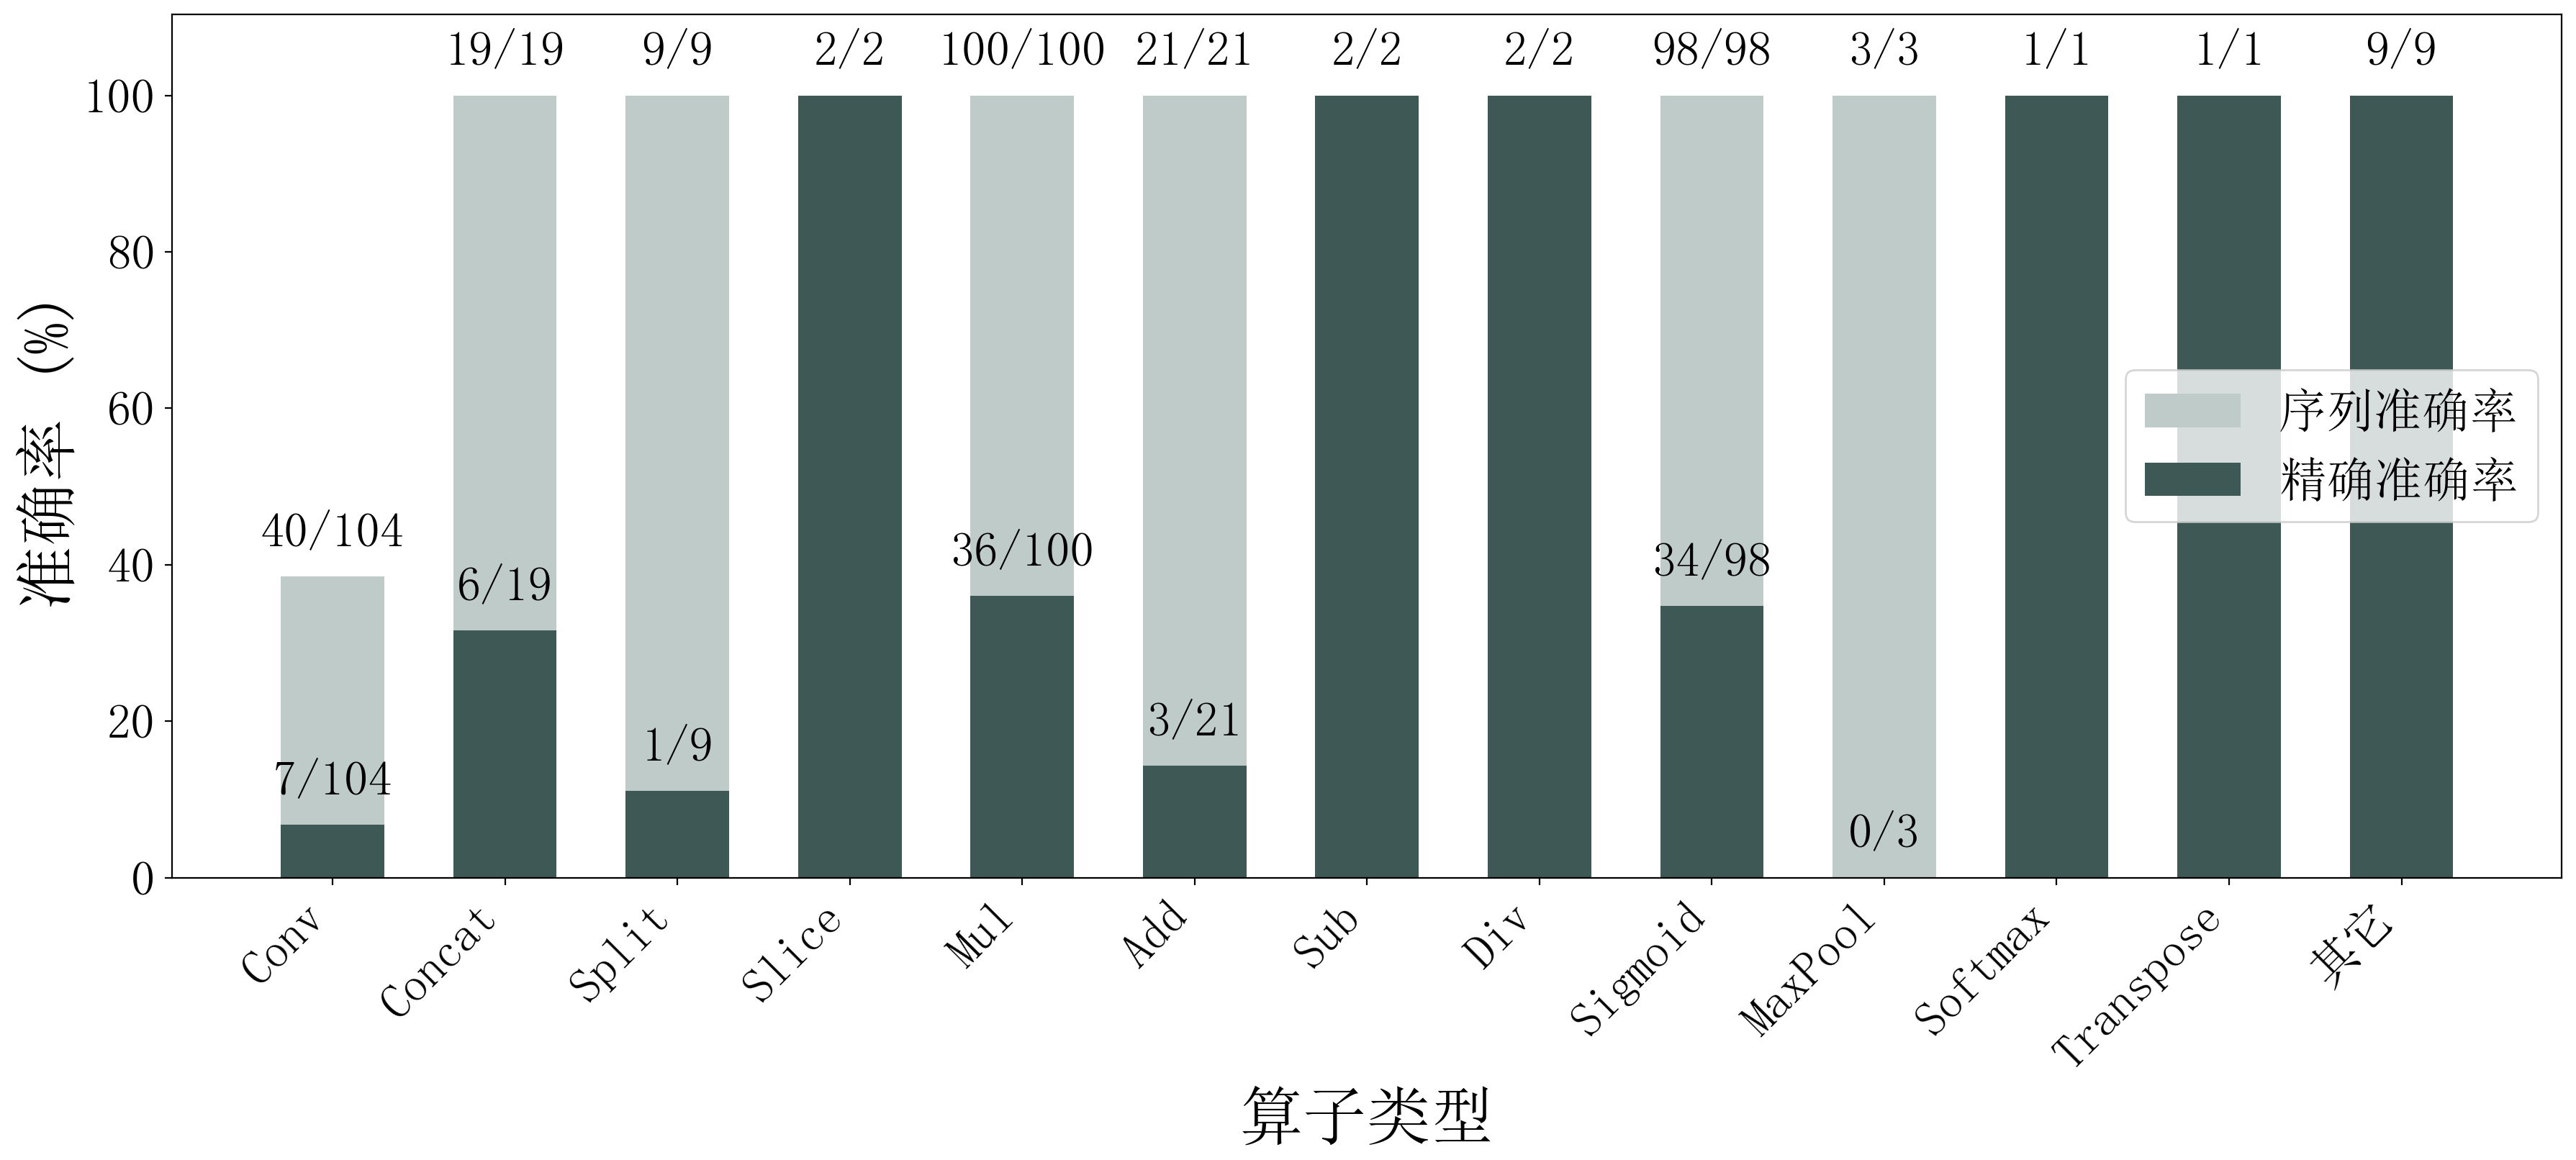 19/19 9/9 2/2 100/100 21/21 2/2 2/2 98/98 3/3 1/1 1/1 9/9
100
80
60
40
20
0
准确率 (%)
40/104
7/104
6/19
1/9
36/100
3/21
34/98
0/3
序列准确率
精确准确率
Conv Concat Split Slice Mul Add Sub Div Sigmoid MaxPool Softmax Transpose 其它
算子类型